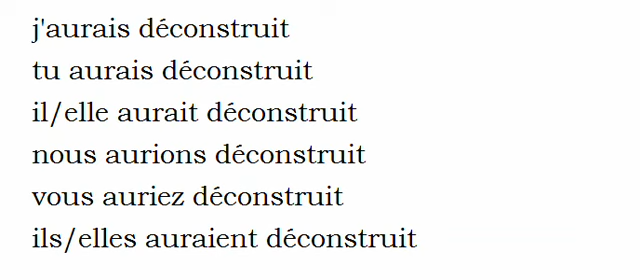 j'aurais déconstruit
tu aurais déconstruit
il/elle aurait déconstruit
nous aurions déconstruit
vous auriez déconstruit
ils/elles auraient déconstruit